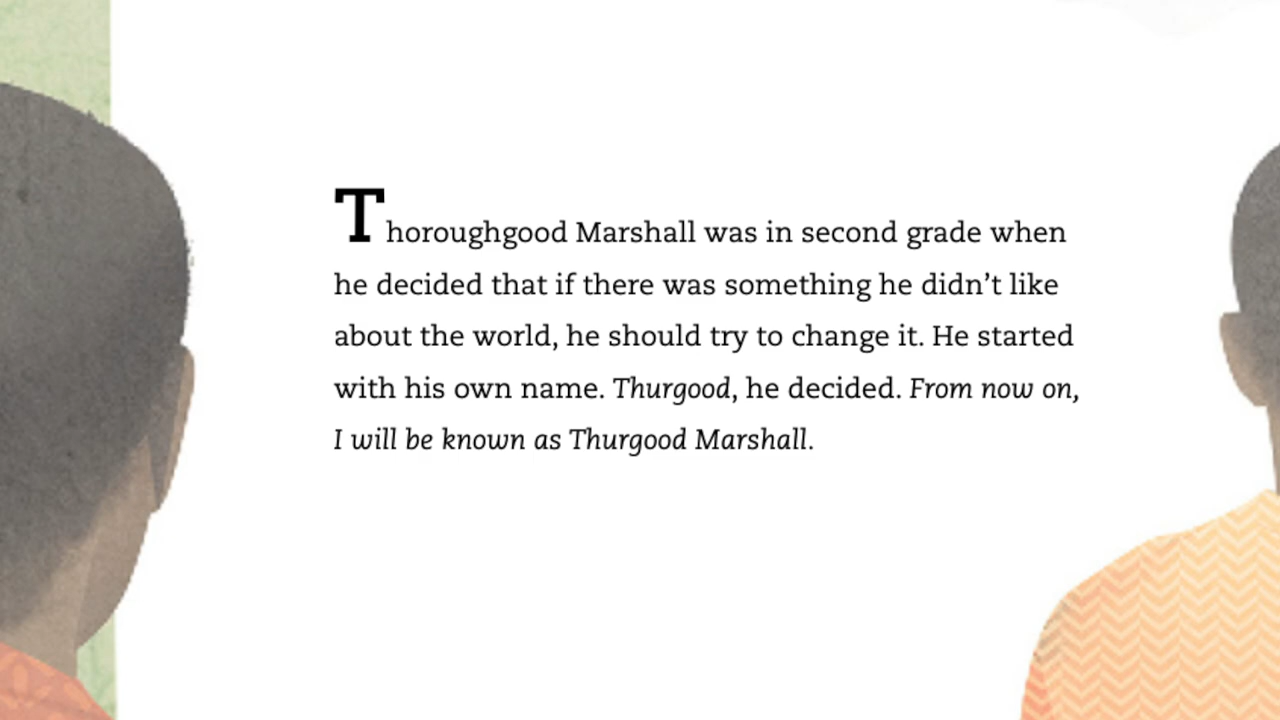 Thoroughgood Marshall was in second grade when
he decided that if there was something he didn’t like
about the world, he should try to change it. He started
with his own name. Thurgood, he decided. From now on,
I will be known as Thurgood Marshall.